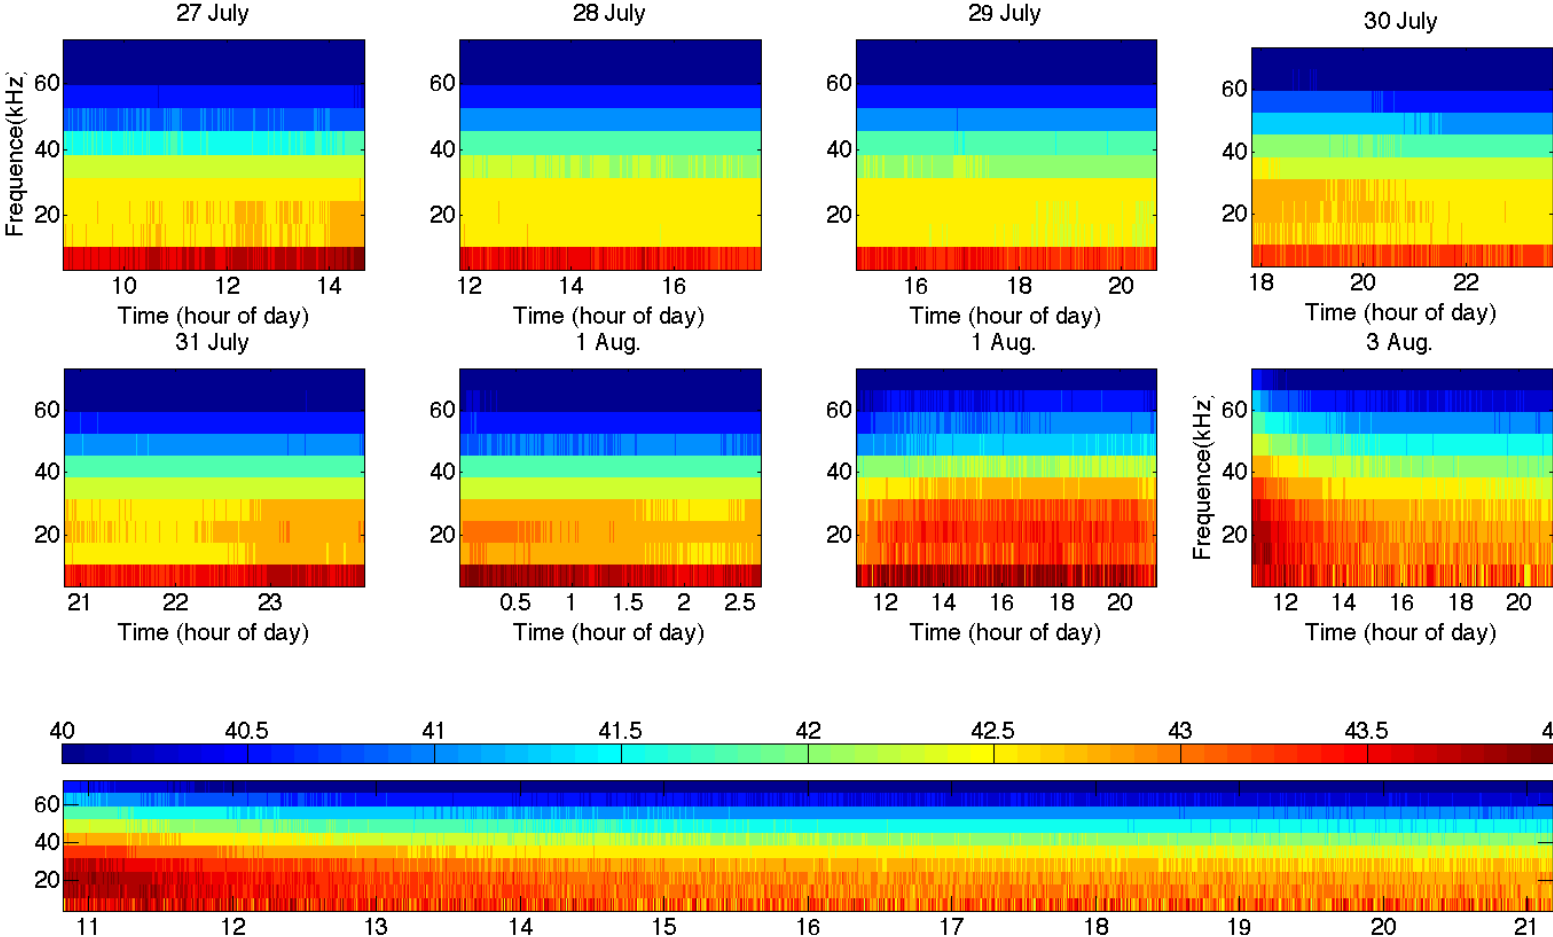 27 July
28 July
29 July
30 July
60
40
20
Frequence(kHz)
10 12 14
Time (hour of day)
60
40
20
12 14 16
Time (hour of day)
60
40
20
16 18 20
Time (hour of day)
60
40
20
18 20 22
Time (hour of day)
31 July
1 Aug.
1 Aug.
3 Aug.
60
40
20
21 22 23
Time (hour of day)
60
40
20
0.5 1 1.5 2 2.5
Time (hour of day)
60
40
20
12 14 16 18 20
Time (hour of day)
Frequence(kHz)
60
40
20
12 14 16 18 20
Time (hour of day)
40 40.5 41 41.5 42 42.5 43 43.5 4
60
40
20
11 12 13 14 15 16 17 18 19 20 21